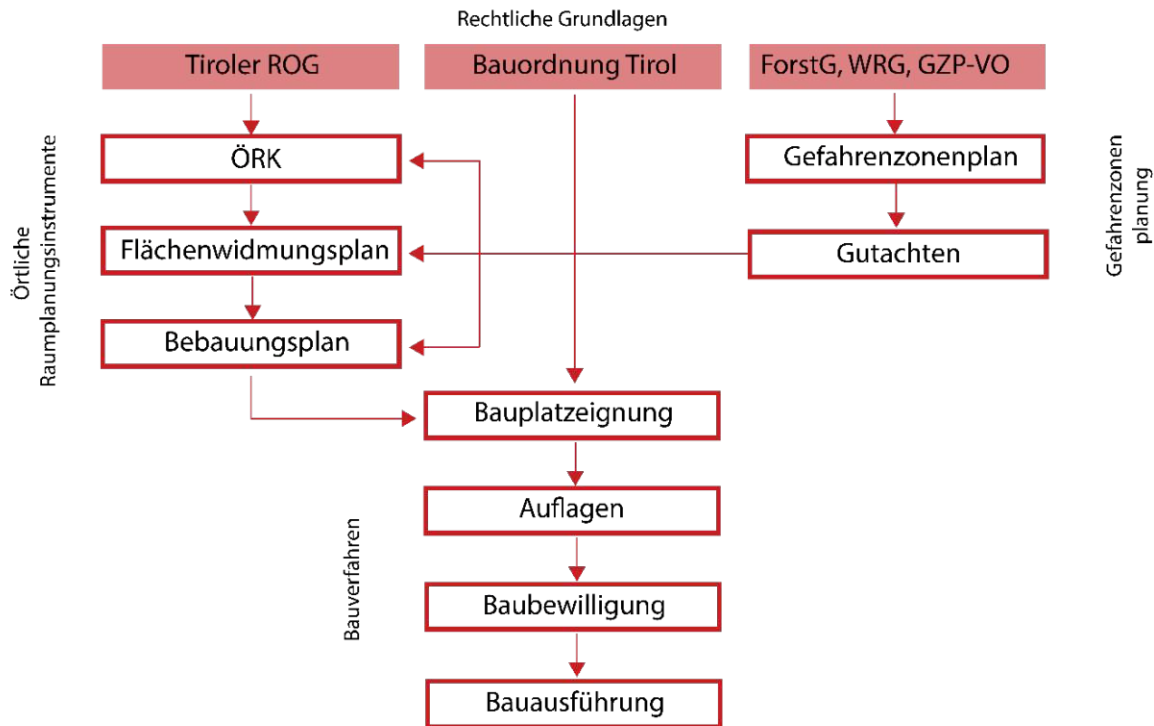 Rechtliche Grundlagen
Tiroler ROG
Bauordnung Tirol
ForstG, WRG, GZP-VO
Örtliche
Raumplanungsinstrumente
ÖRK
Flächenwidmungsplan
Bebauungsplan
Gefahrenzonenplan
Gutachten
Gefahrenzonen
planung
Bauverfahren
Bauplatzeignung
Auflagen
Baubewilligung
Bauausführung